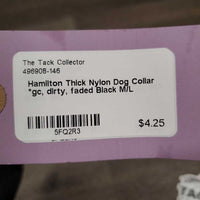 The Tack Collector
496908-146
Hamilton Thick Nylon Dog Collar
*gc, dirty, faded Black M/L
$4.25
5FQ2R3